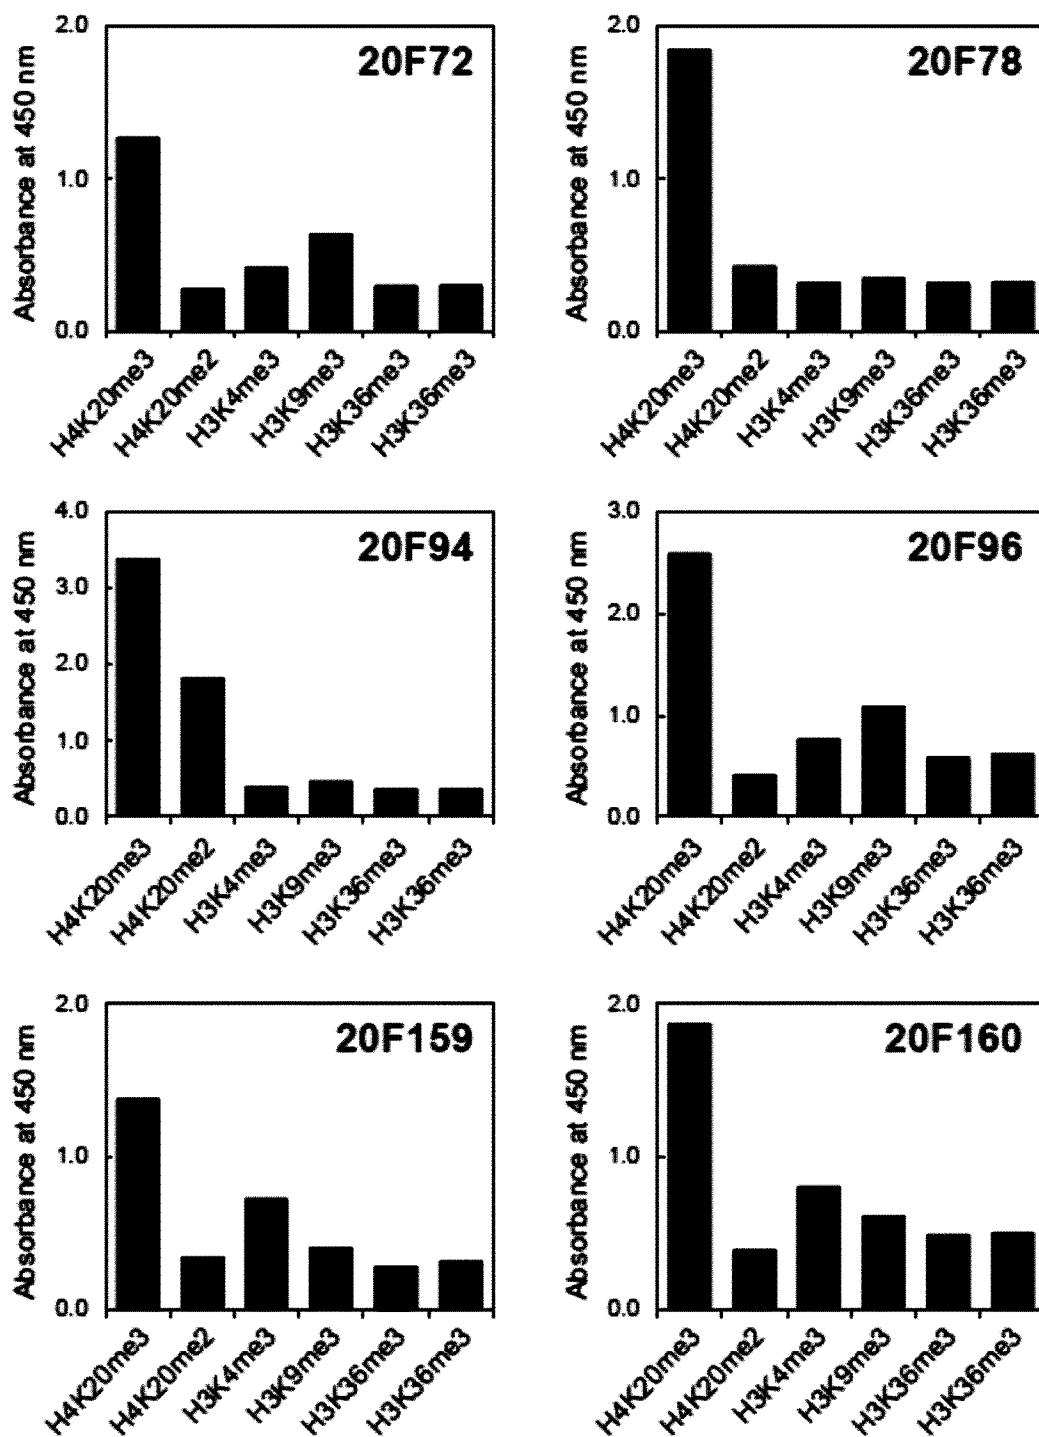 20F72
Absorbance at 450 nm
2.0
1.0
0.0
H4K20me3
H4K20me2
H3K4me3
H3K9me3
H3K36me3
H3K36me3
20F78
2.0
1.0
0.0
H4K20me3
H4K20me2
H3K4me3
H3K9me3
H3K36me3
H3K36me3
20F94
Absorbance at 450 nm
4.0
3.0
2.0
1.0
0.0
H4K20me3
H4K20me2
H3K4me3
H3K9me3
H3K36me3
H3K36me3
20F96
Absorbance at 450 nm
3.0
2.0
1.0
0.0
H4K20me3
H4K20me2
H3K4me3
H3K9me3
H3K36me3
H3K36me3
20F159
Absorbance at 450 nm
2.0
1.0
0.0
H4K20me3
H4K20me2
H3K4me3
H3K9me3
H3K36me3
H3K36me3
20F160
Absorbance at 450 nm
2.0
1.0
0.0
H4K20me3
H4K20me2
H3K4me3
H3K9me3
H3K36me3
H3K36me3
Absorbance at 450 nm